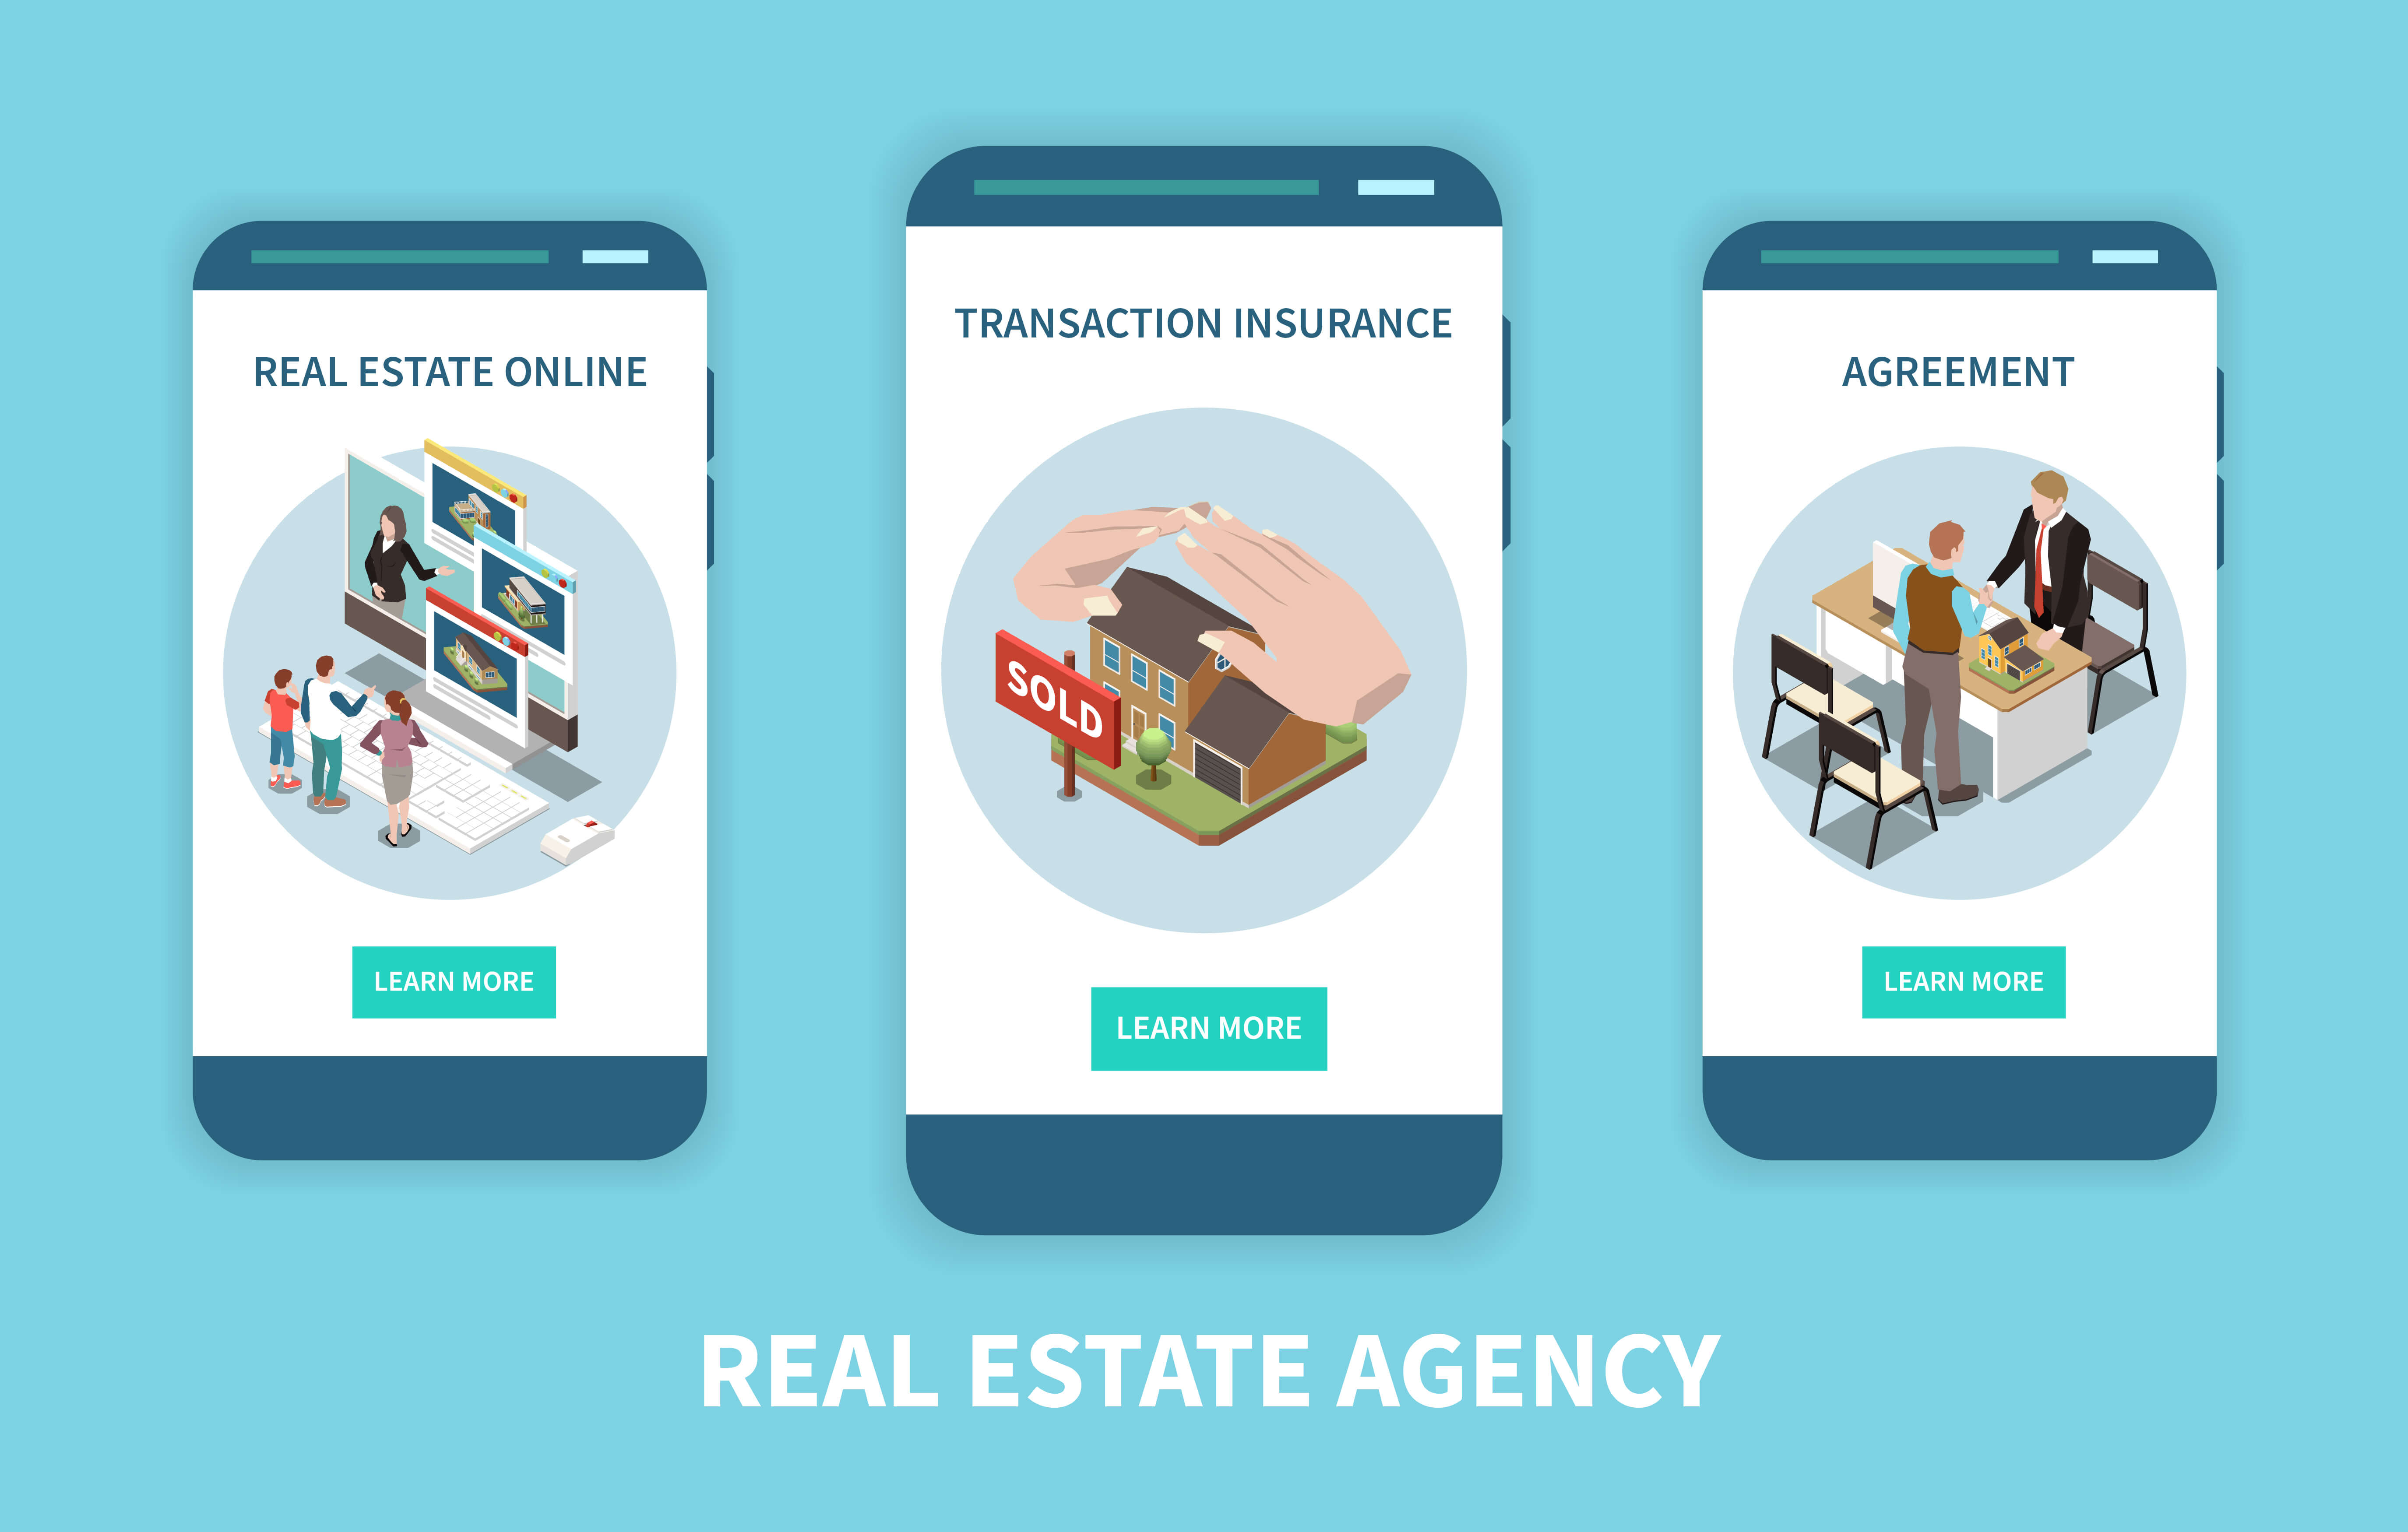 REAL ESTATE ONLINE
LEARN MORE
TRANSACTION INSURANCE
SOLD
LEARN MORE
AGREEMENT
LEARN MORE
REAL ESTATE AGENCY